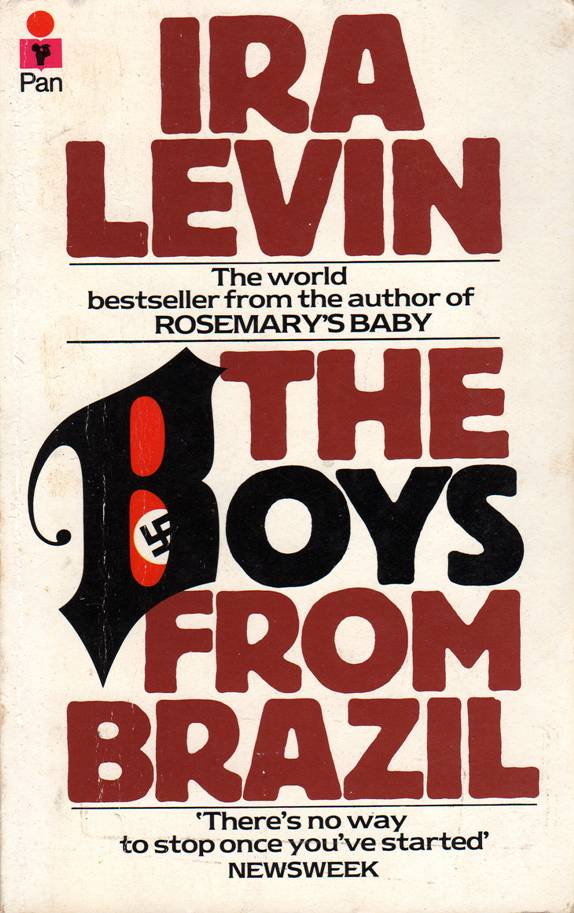 Pan
IRA
LEVIN
The world
bestseller from the author of
ROSEMARY'S BABY
THE
BOYS
FROM
BRAZIL
‘There's no way
to stop once you've started’
NEWSWEEK